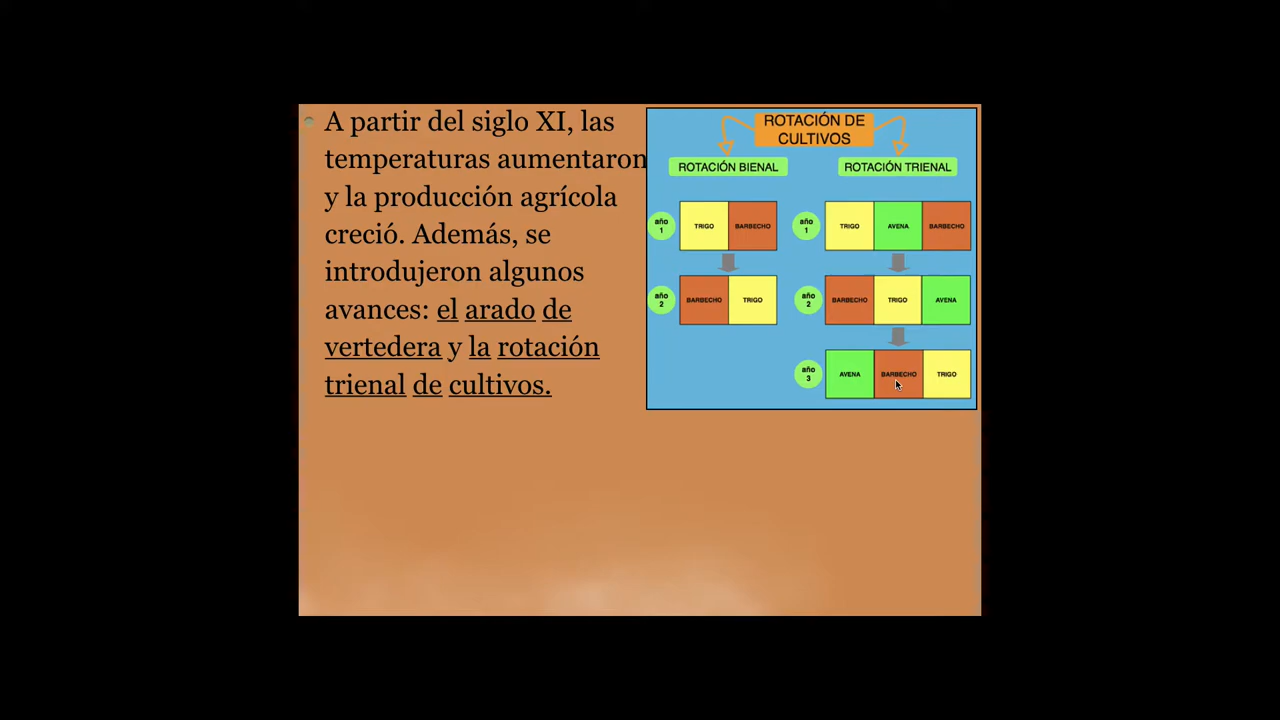 A partir del siglo XI, las
temperaturas aumentaron
y la producción agrícola
creció. Además, se
introdujeron algunos
avances: el arado de
vertedera y la rotación
trienal de cultivos.
ROTACIÓN DE
CULTIVOS
ROTACIÓN BIENAL
año
1
TRIGO BARBECHO
año
2
BARBECHO TRIGO
ROTACIÓN TRIENAL
año
1
TRIGO AVENA BARBECHO
año
2
BARBECHO TRIGO AVENA
año
3
AVENA BARBECHO TRIGO